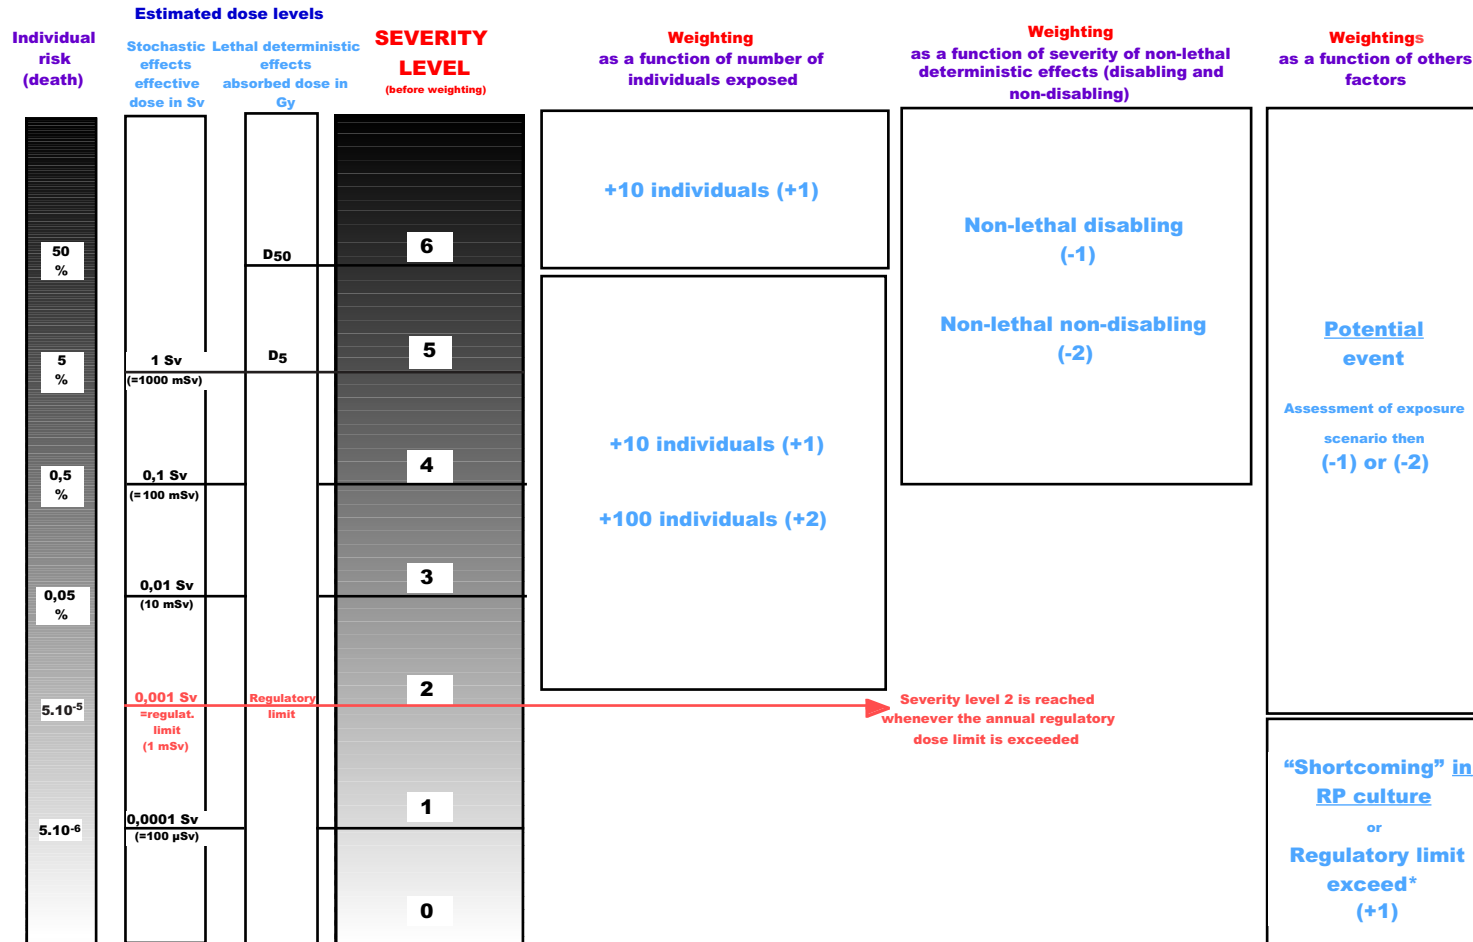 Estimated dose levels
Individual
risk
(death)
Stochastic
effects
effective
dose in Sv
Lethal deterministic
effects
absorbed dose in
Gy
SEVERITY
LEVEL
(before weighting)
Weighting
as a function of number of
individuals exposed
Weighting
as a function of severity of non-lethal
deterministic effects (disabling and
non-disabling)
Weightings
as a function of others
factors
+10 individuals (+1)
Non-lethal disabling
(-1)
50
%
D50
6
Non-lethal non-disabling
(-2)
Potential
event
5
%
1 Sv
(=1000 mSv)
D5
5
Assessment of exposure
scenario then
(-1) or (-2)
+10 individuals (+1)
0,5
%
0,1 Sv
(= 100 mSv)
4
+100 individuals (+2)
0,05
%
0,01 Sv
(10 mSv)
3
5.10-5
0,001 Sv
=regulat.
limit
(1 mSv)
Regulatory
limit
2
Severity level 2 is reached
whenever the annual regulatory
dose limit is exceeded
5.10-6
0,0001 Sv
(=100 µSv)
1
“Shortcoming” in
RP culture
or
Regulatory limit
exceed*
(+1)
0